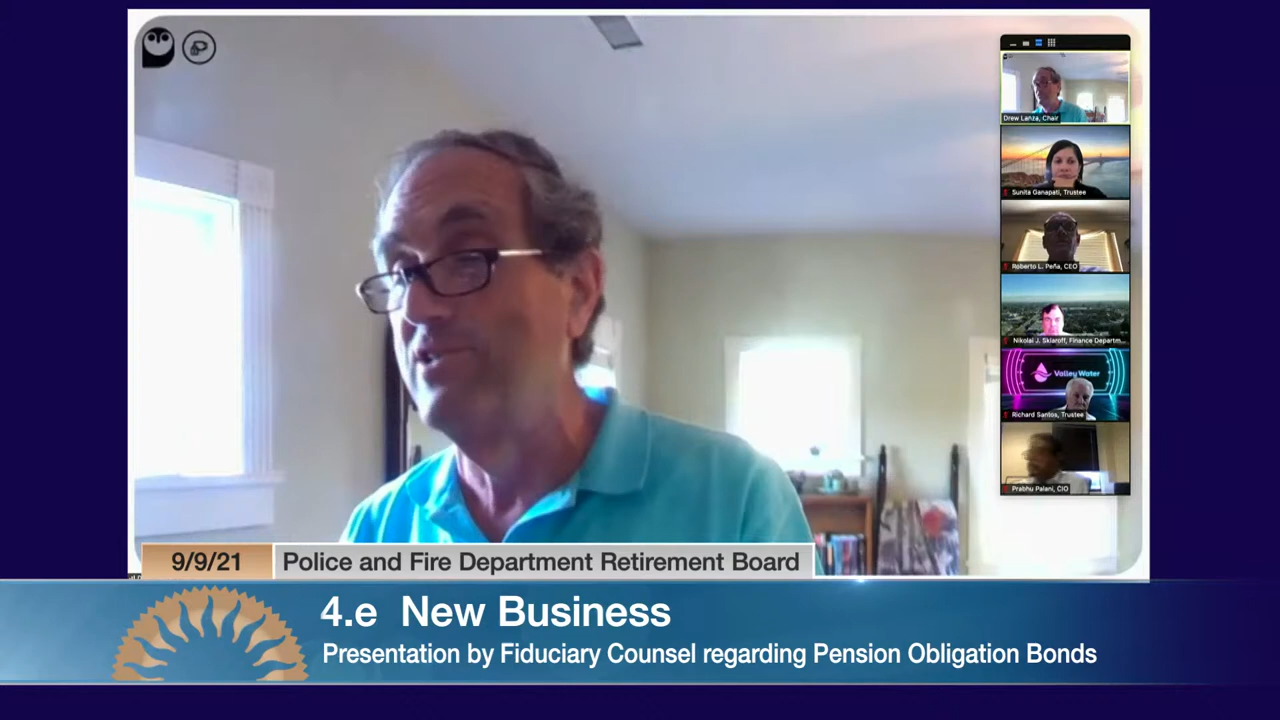 Drew Lanza, Chair
Sunita Ganapati, Trustee
Roberto L. Peña, CEO
Nikolai J. Sklaroff, Finance Departm...
Valley Water
Richard Santos, Trustee
Prabhu Palani, CIO
9/9/21
Police and Fire Department Retirement Board
4.e New Business
Presentation by Fiduciary Counsel regarding Pension Obligation Bonds